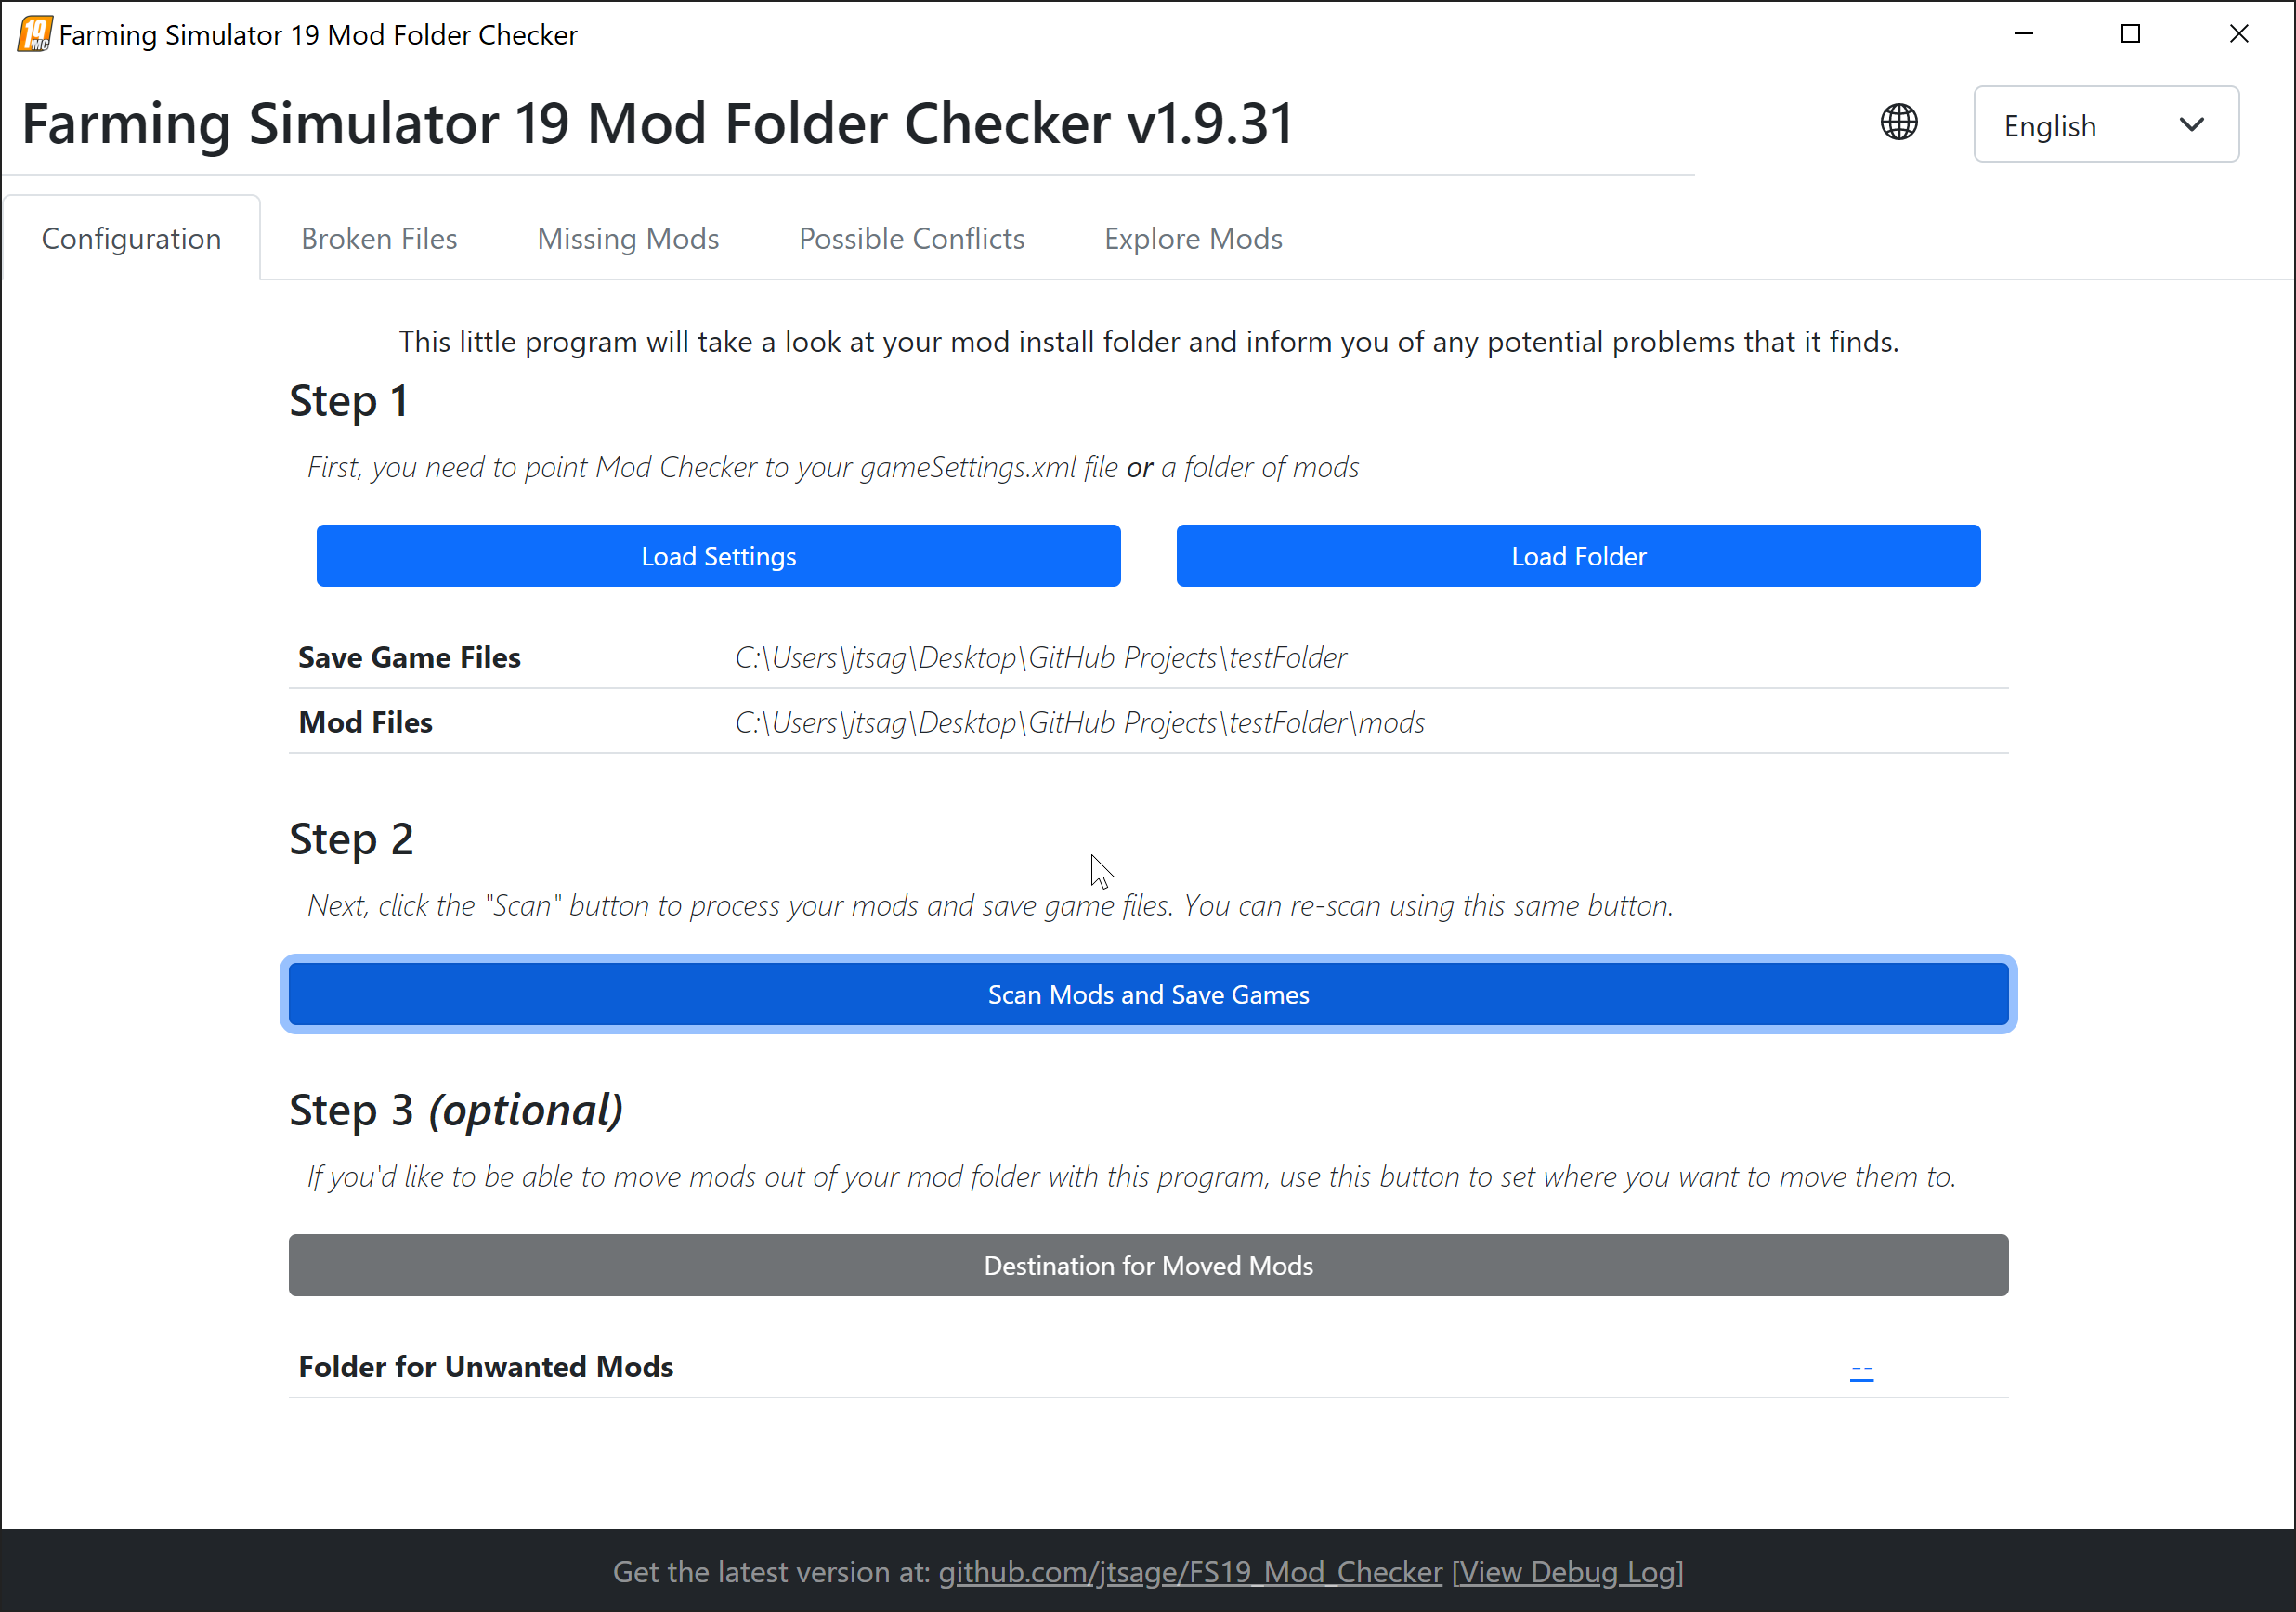 19 MC Farming Simulator 19 Mod Folder Checker
Farming Simulator 19 Mod Folder Checker v1.9.31
English
Configuration Broken Files Missing Mods Possible Conflicts Explore Mods
This little program will take a look at your mod install folder and inform you of any potential problems that it finds.
Step 1
First, you need to point Mod Checker to your gameSettings.xml file or a folder of mods
Load Settings Load Folder
Save Game Files C:\Users\jtsag\Desktop\GitHub Projects\testFolder
Mod Files C:\Users\jtsag\Desktop\GitHub Projects\testFolder\mods
Step 2
Next, click the "Scan" button to process your mods and save game files. You can re-scan using this same button.
Scan Mods and Save Games
Step 3 (optional)
If you'd like to be able to move mods out of your mod folder with this program, use this button to set where you want to move them to.
Destination for Moved Mods
Folder for Unwanted Mods --
Get the latest version at: github.com/jtsage/FS19_Mod_Checker [View Debug Log]